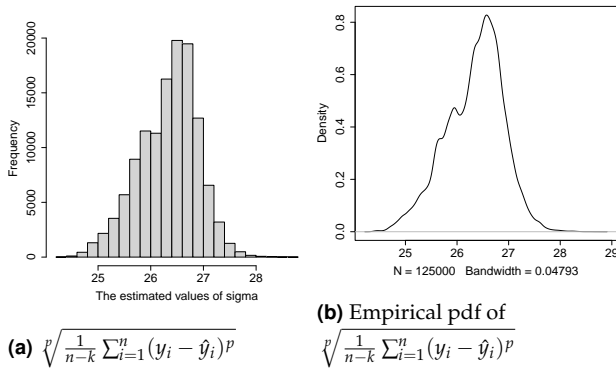 20000
15000
10000
5000
0
Frequency
25 26 27 28
The estimated values of sigma
0.8
0.6
0.4
0.2
0.0
Density
24 25 26 27 28 29
N = 125000 Bandwidth = 0.04793
(a) $\sqrt[p]{\frac{1}{n-k}\sum_{i=1}^{n}(y_i-\hat{y}_i)^p}$
(b) Empirical pdf of
$\sqrt[p]{\frac{1}{n-k}\sum_{i=1}^{n}(y_i-\hat{y}_i)^p}$